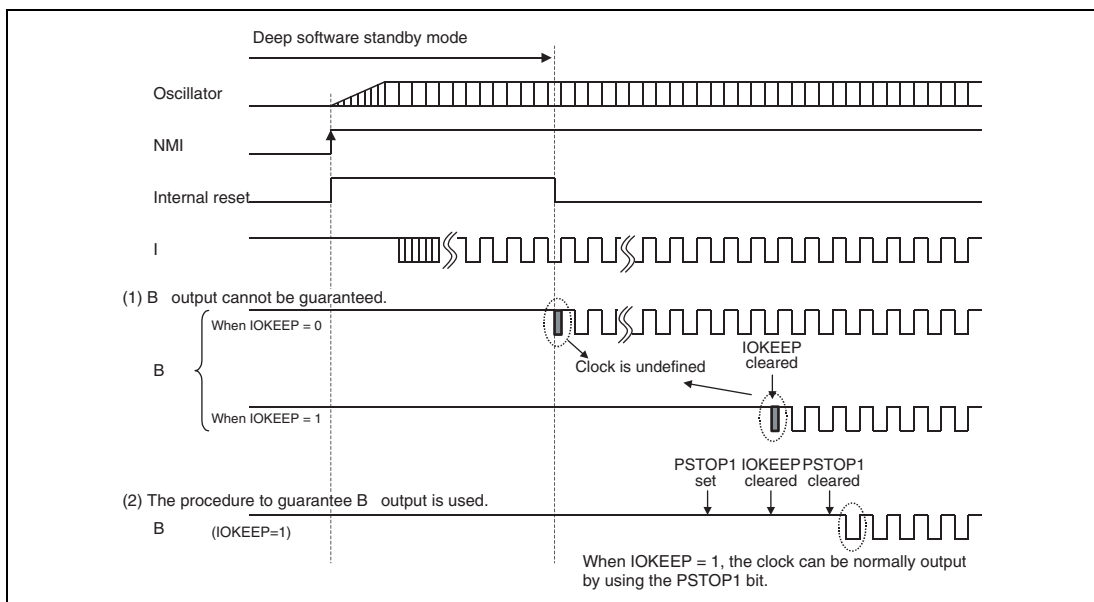 Deep software standby mode
Oscillator
NMI
Internal reset
I
(1) B output cannot be guaranteed.
When IOKEEP = 0
IOKEEP
cleared
B
Clock is undefined
When IOKEEP = 1
PSTOP1 IOKEEP PSTOP1
set cleared cleared
(2) The procedure to guarantee B output is used.
B (IOKEEP=1)
When IOKEEP = 1, the clock can be normally output
by using the PSTOP1 bit.